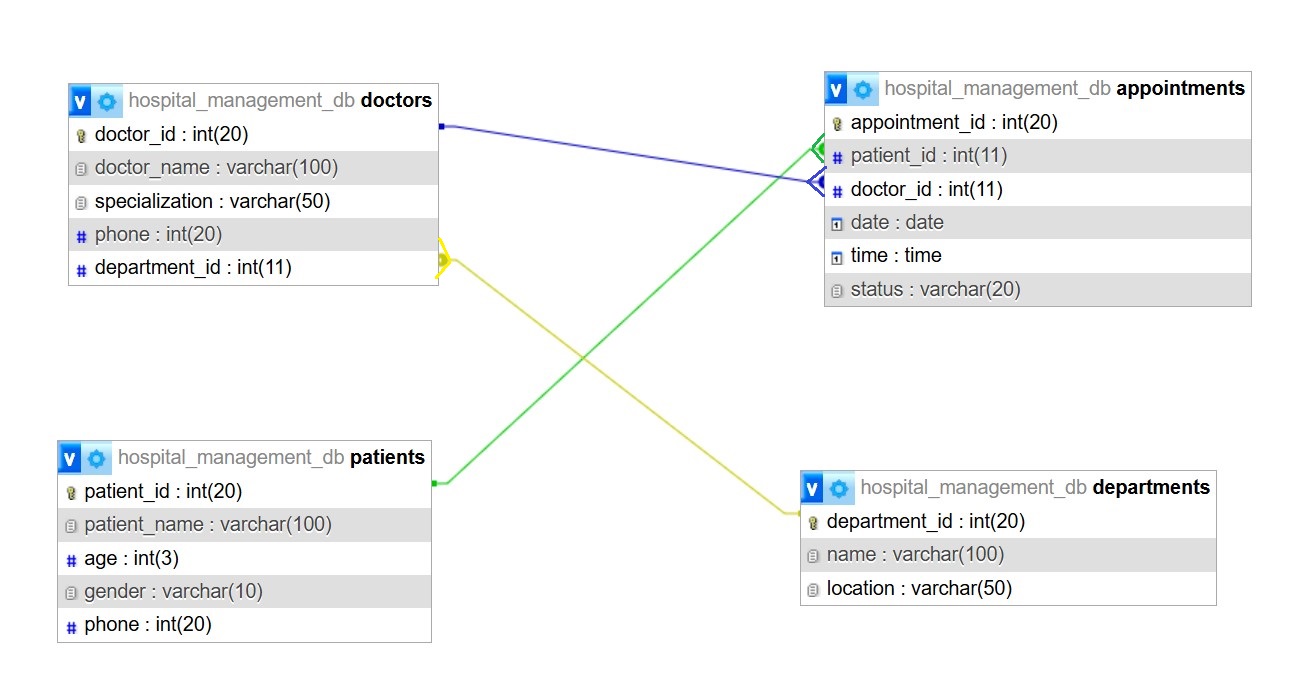 hospital_management_db doctors
doctor_id : int(20)
doctor_name : varchar(100)
specialization : varchar(50)
phone : int(20)
department_id : int(11)
hospital_management_db appointments
appointment_id : int(20)
patient_id : int(11)
doctor_id : int(11)
date : date
time : time
status : varchar(20)
hospital_management_db patients
patient_id : int(20)
patient_name : varchar(100)
age : int(3)
gender : varchar(10)
phone : int(20)
hospital_management_db departments
department_id : int(20)
name : varchar(100)
location : varchar(50)